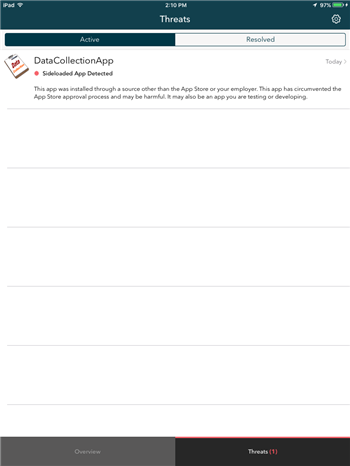 iPad 2:10 PM 97%
Threats
Active Resolved
DataCollectionApp Today
Sideloaded App Detected
This app was installed through a source other than the App Store or your employer. This app has circumvented the
App Store approval process and may be harmful. It may also be an app you are testing or developing.
Overview Threats (1)